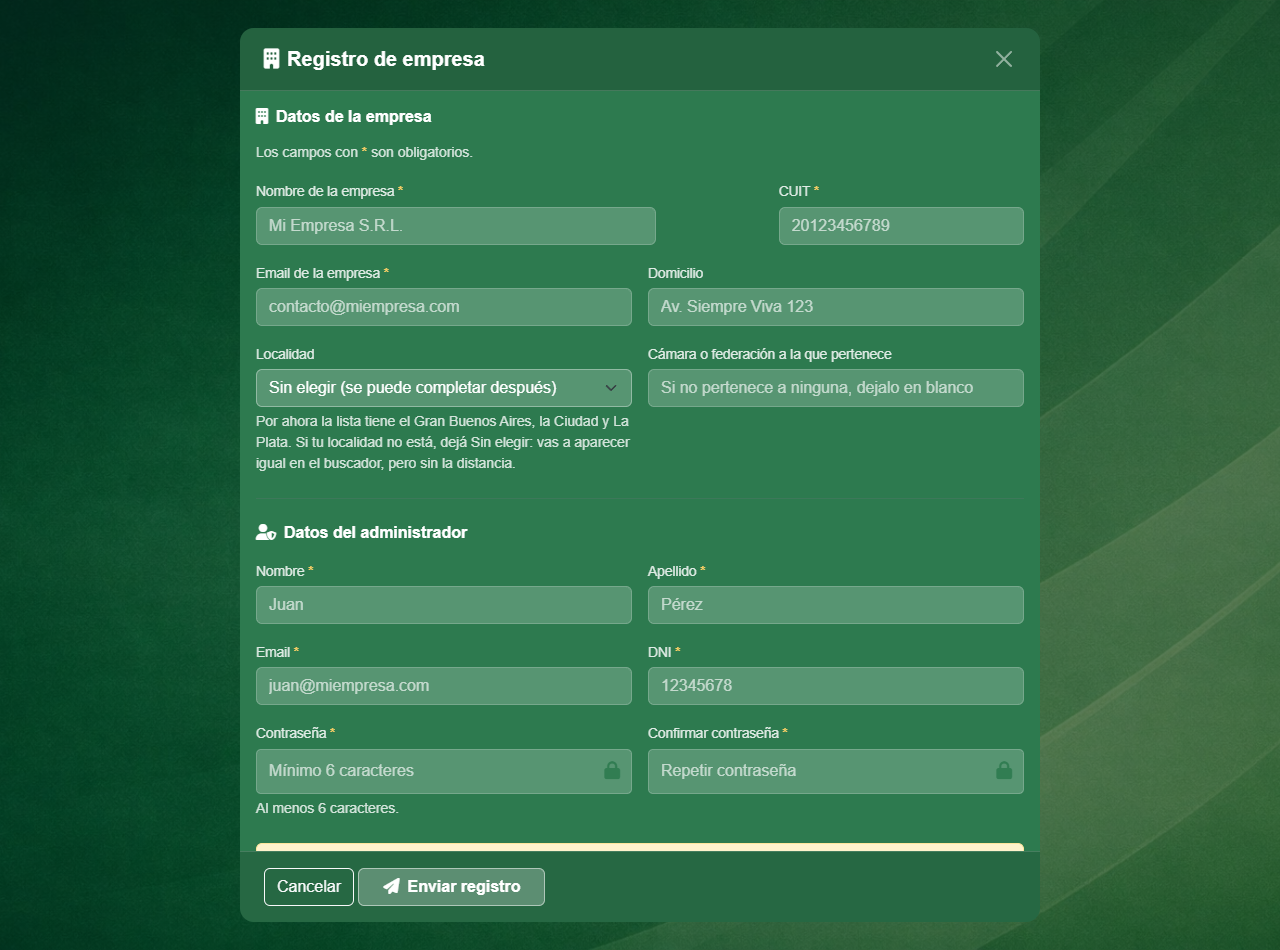 Registro de empresa
Datos de la empresa
Los campos con * son obligatorios.
Nombre de la empresa *
CUIT *
Mi Empresa S.R.L.
20123456789
Email de la empresa *
Domicilio
contacto@miempresa.com
Av. Siempre Viva 123
Localidad
Cámara o federación a la que pertenece
Sin elegir (se puede completar después)
Si no pertenece a ninguna, dejalo en blanco
Por ahora la lista tiene el Gran Buenos Aires, la Ciudad y La
Plata. Si tu localidad no está, dejá Sin elegir: vas a aparecer
igual en el buscador, pero sin la distancia.
Datos del administrador
Nombre *
Apellido *
Juan
Pérez
Email *
DNI *
juan@miempresa.com
12345678
Contraseña *
Confirmar contraseña *
Mínimo 6 caracteres
Repetir contraseña
Al menos 6 caracteres.
Cancelar
Enviar registro